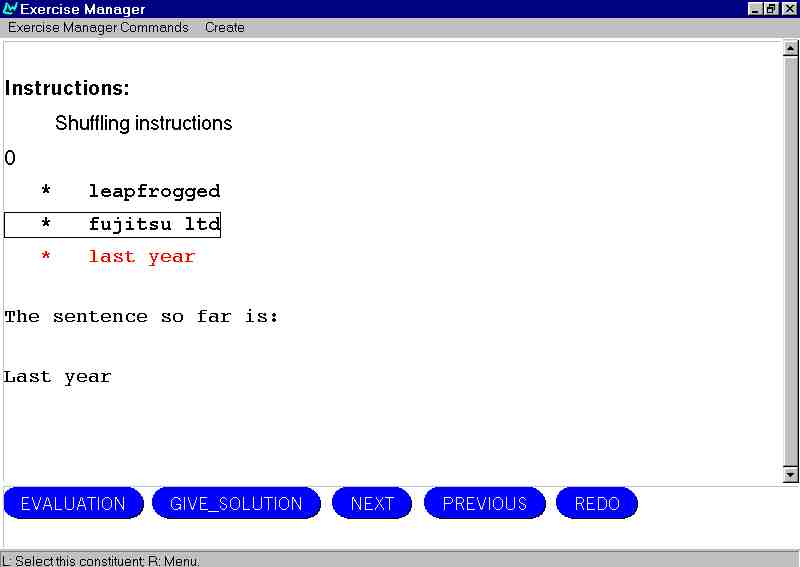 Exercise Manager
Exercise Manager Commands Create
Instructions:
Shuffling instructions
0
* leapfrogged
* fujitsu ltd
* last year
The sentence so far is:
Last year
EVALUATION GIVE_SOLUTION NEXT PREVIOUS REDO
L: Select this constituent; R: Menu.